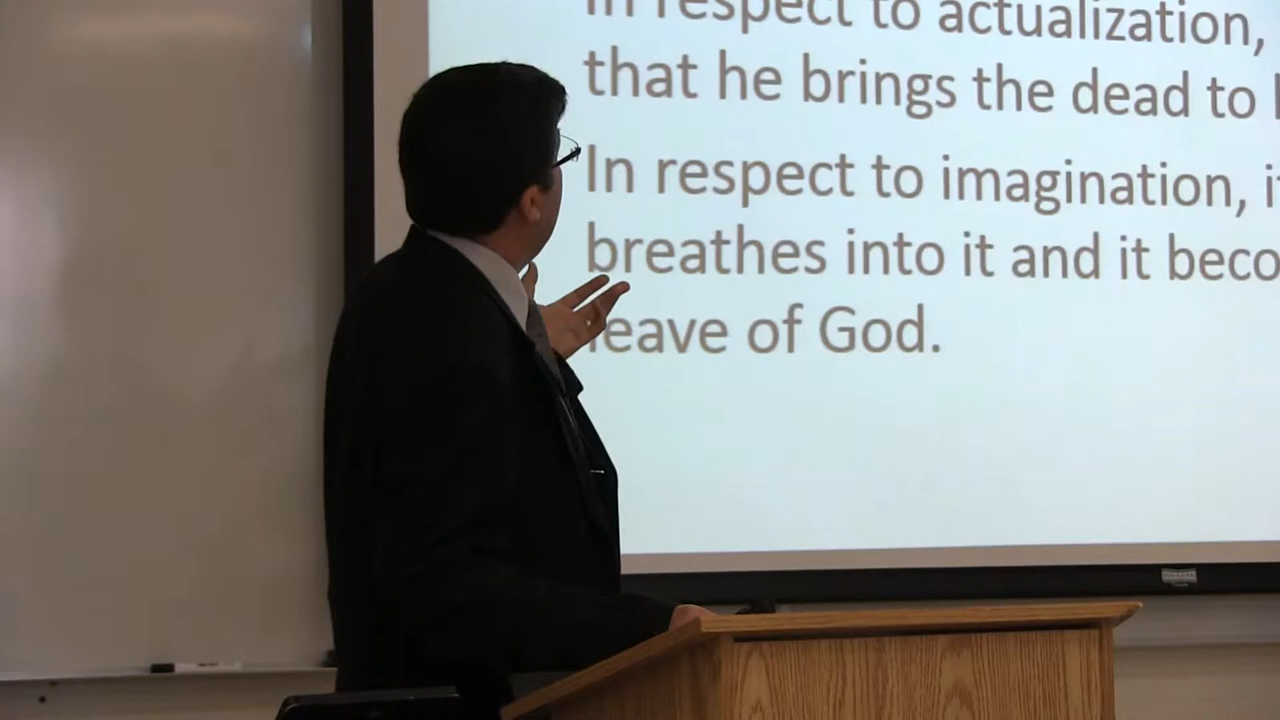 In respect to actualization,
that he brings the dead to
In respect to imagination,
breathes into it and it beco
leave of God.